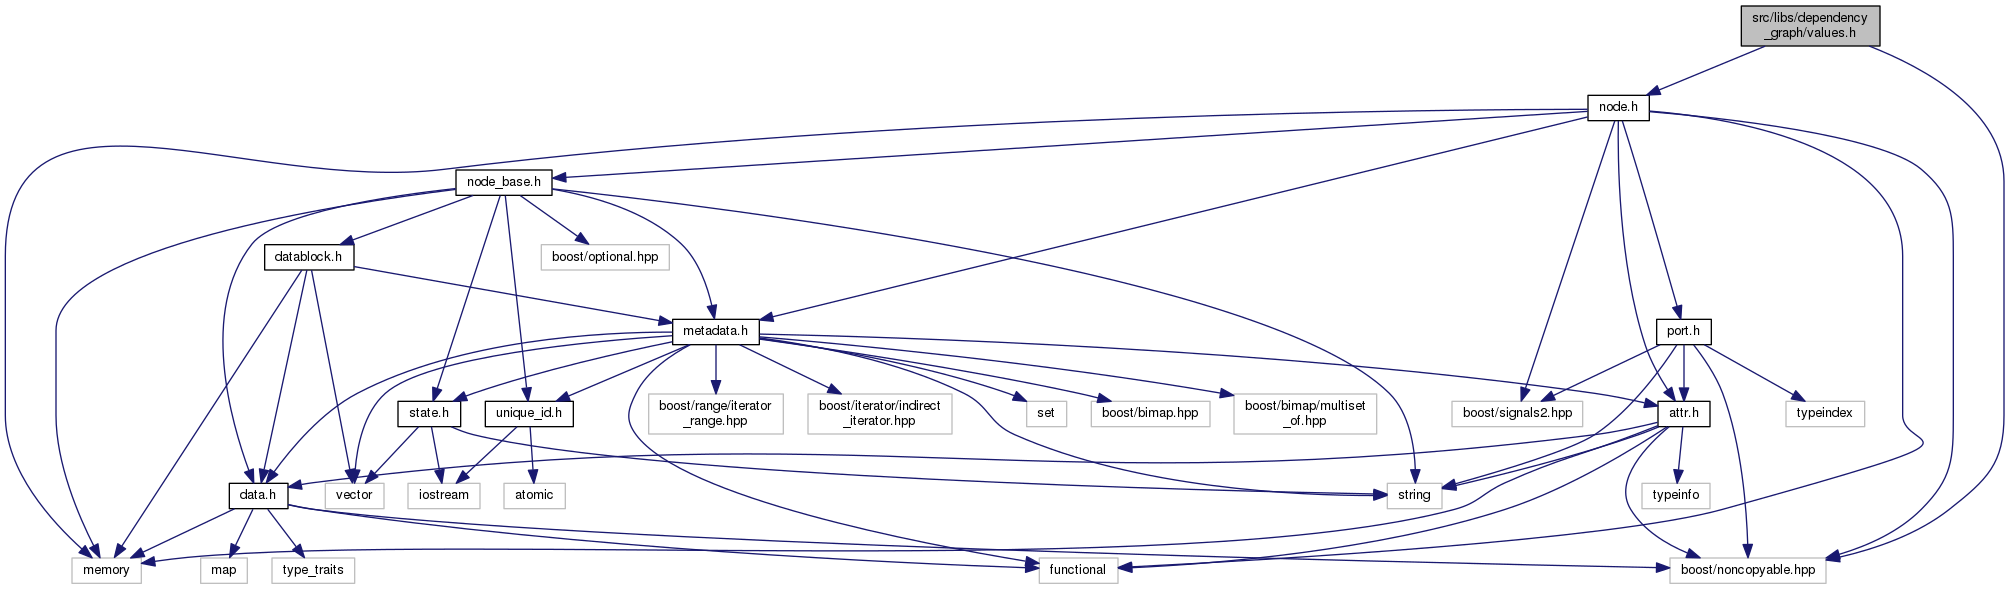 src/libs/dependency
_graph/values.h
node.h
node_base.h
datablock.h
boost/optional.hpp
metadata.h
port.h
state.h
unique_id.h
boost/range/iterator
_range.hpp
boost/iterator/indirect
_iterator.hpp
set
boost/bimap.hpp
boost/bimap/multiset
_of.hpp
boost/signals2.hpp
attr.h
typeindex
data.h
vector
iostream
atomic
string
typeinfo
memory
map
type_traits
functional
boost/noncopyable.hpp